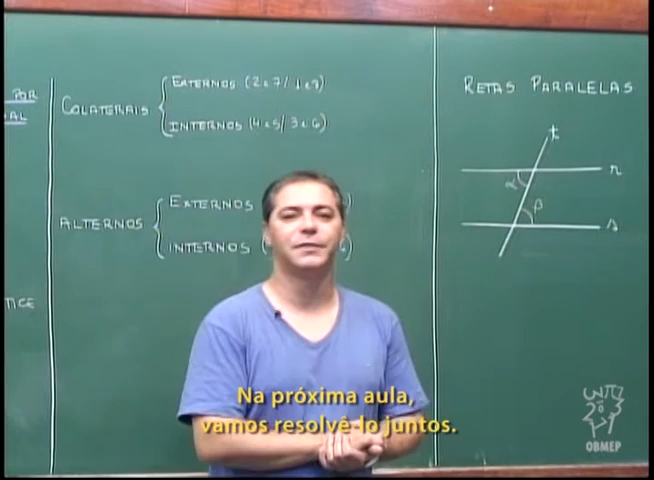 POR
AL
COLATERAIS
EXTERNOS (2 e 7 / 1 e 8)
INTERNOS (4 e 5 / 3 e 6)
ALTERNOS
EXTERNOS
INTERNOS
TICE
RETAS PARALELAS
t
r
α
β
s
Na próxima aula,
vamos resolvê-lo juntos.
OBMEP